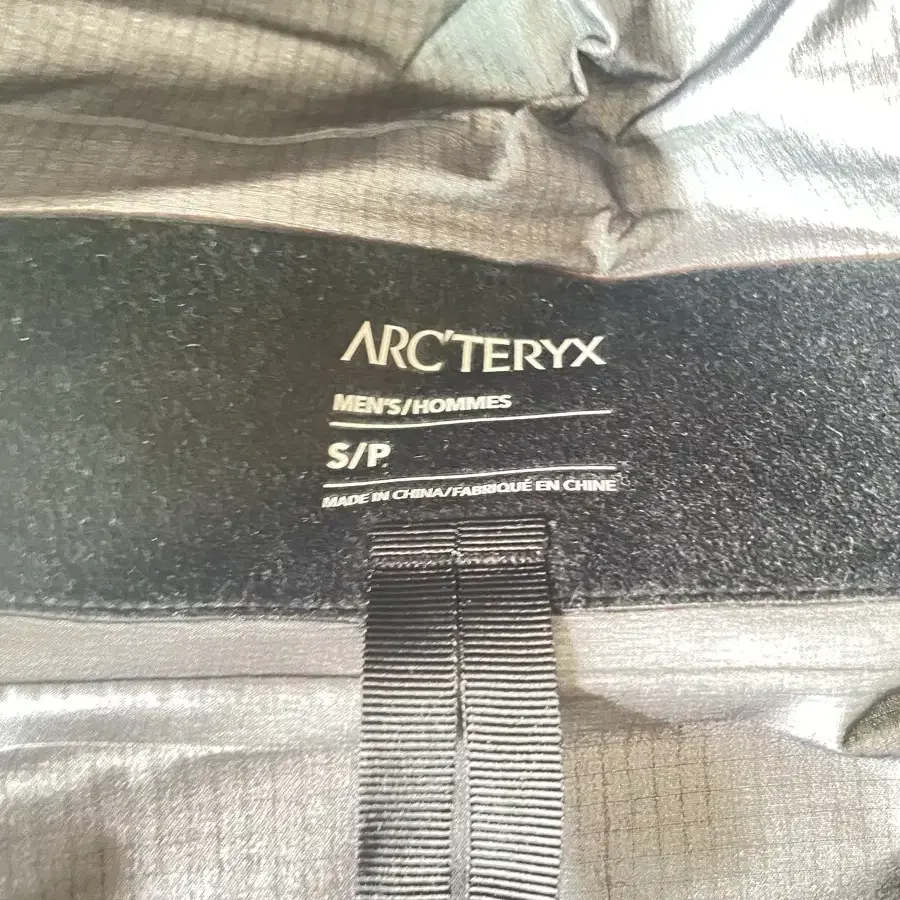 ARC'TERYX
MEN'S/HOMMES
S/P
MADE IN CHINA/FABRIQUÉ EN CHINE